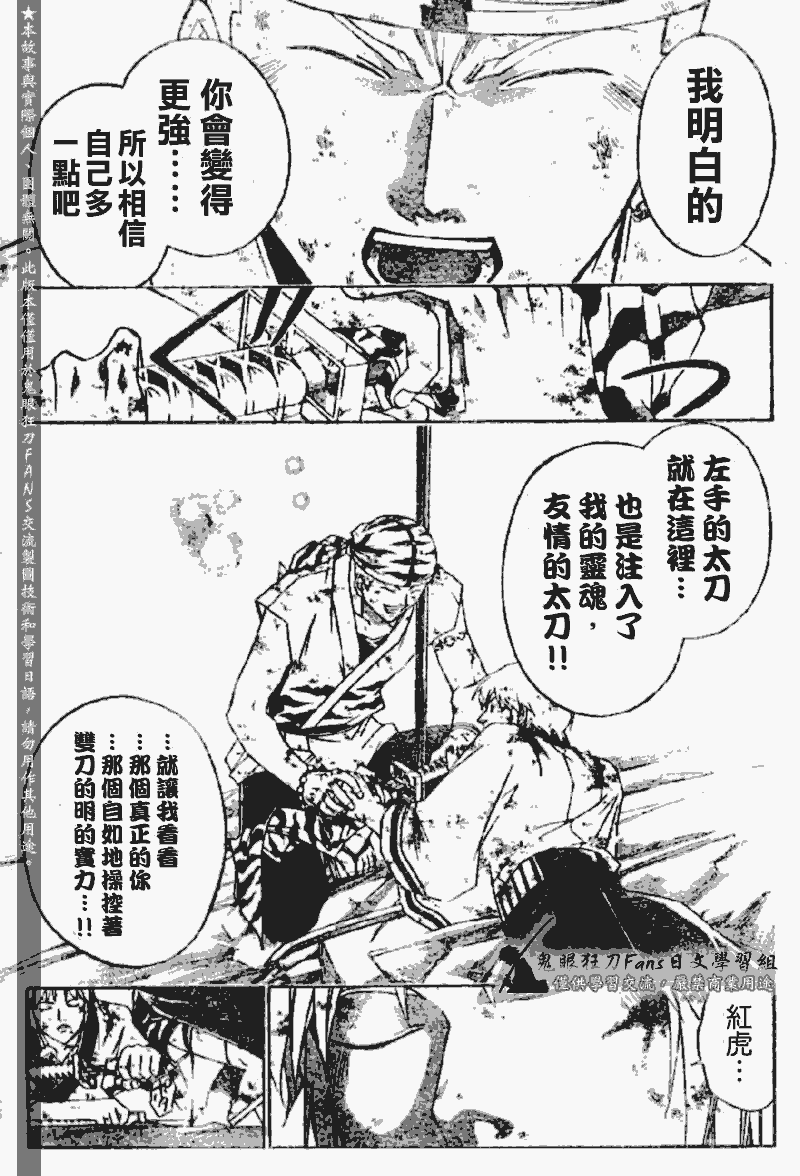 我明白的
你會變得
更強……
所以相信
自己多
一點吧
左手的太刀
就在這裡…
也是注入了
我的靈魂，
友情的太刀!!
…就讓我看看
…那個真正的你
…那個自如地操控著
雙刀的明的實力…!!
紅虎…
★本故事與實際個人、團體無關。此版本僅僅用於鬼眼狂刀FANS交流製圖技術和學習日語，請勿用作其他用途。
鬼眼狂刀Fans日文學習組
僅供學習交流，嚴禁商業用途